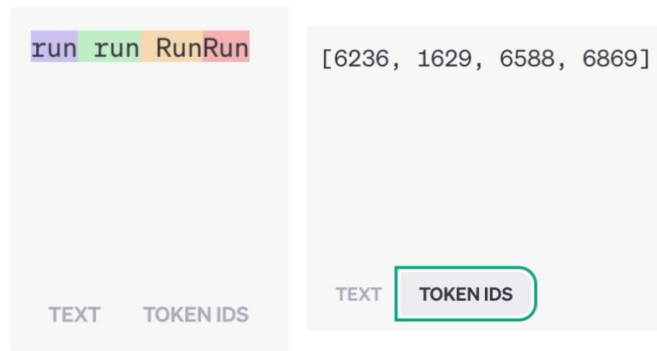 run run RunRun
TEXT TOKEN IDS
[6236, 1629, 6588, 6869]
TEXT TOKEN IDS